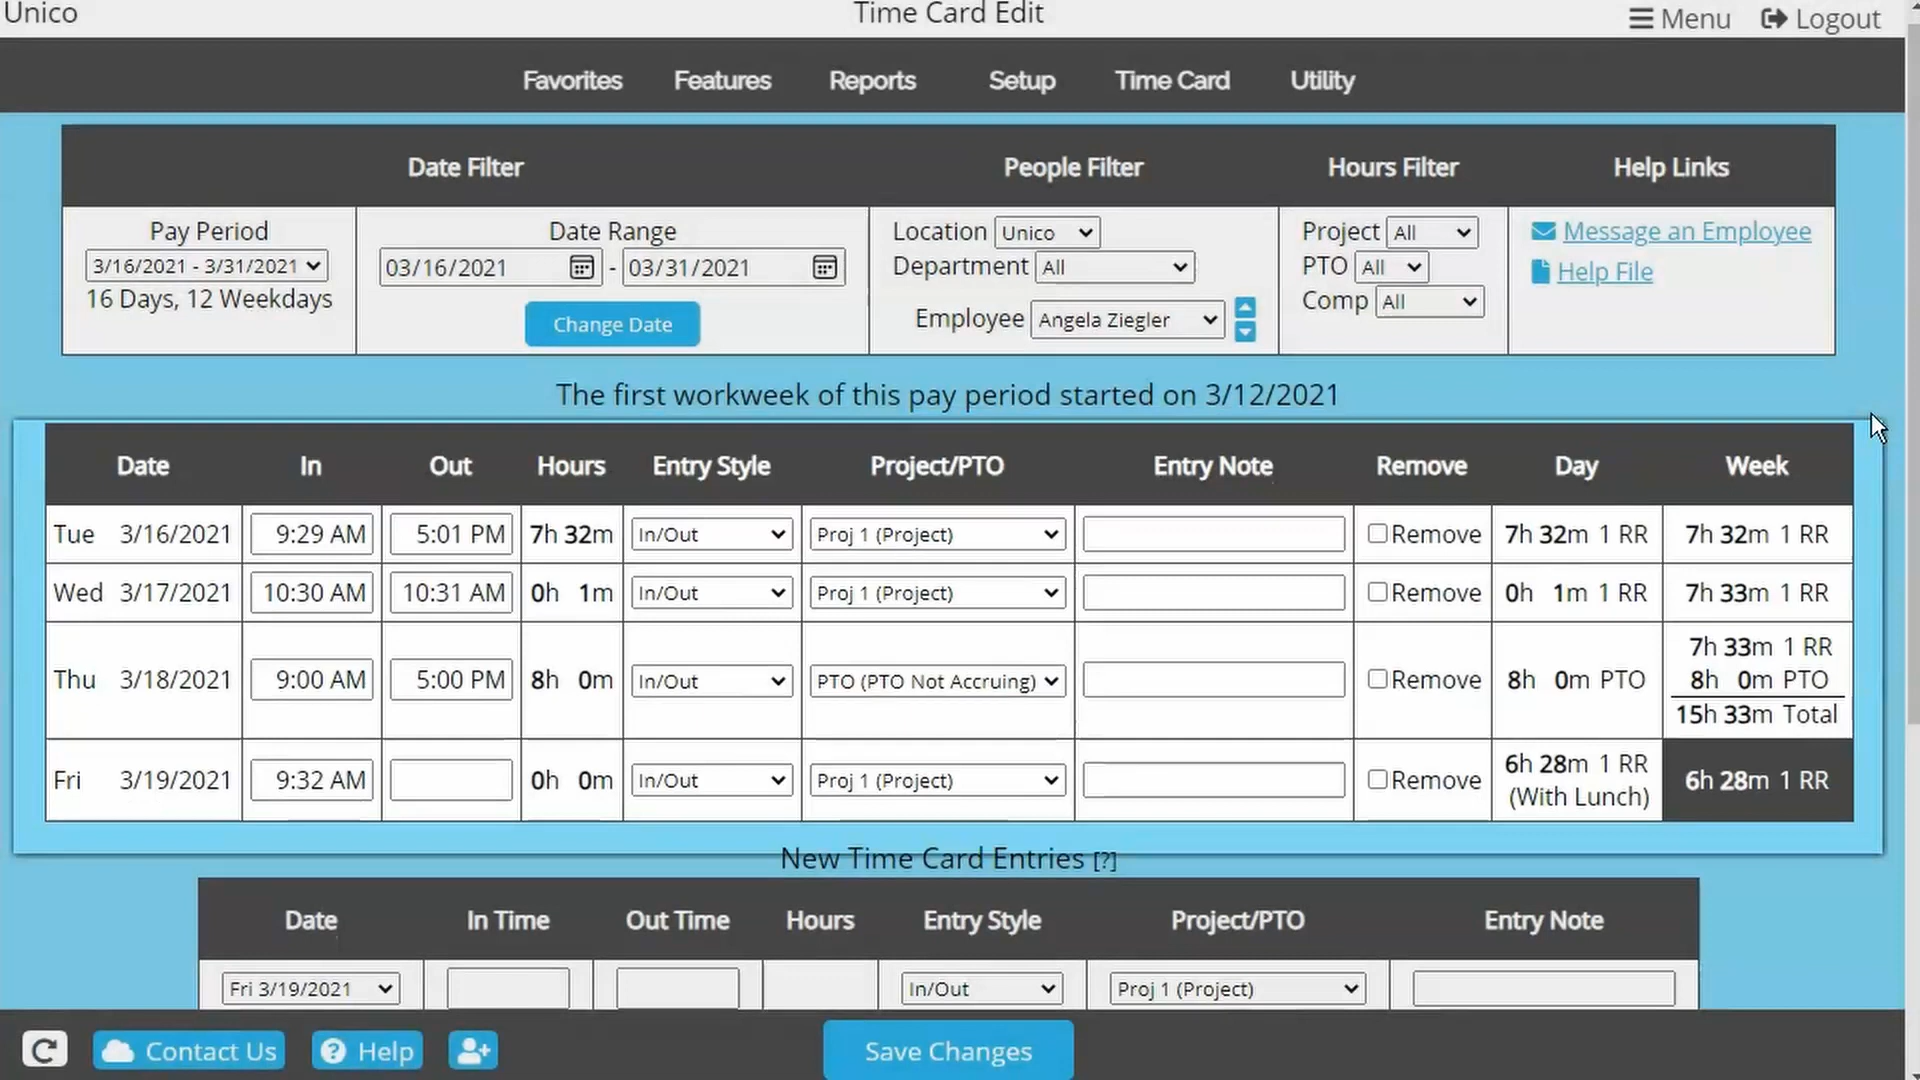 Unico Time Card Edit Menu Logout
Favorites Features Reports Setup Time Card Utility
Date Filter People Filter Hours Filter Help Links
Pay Period Date Range Location Unico Project All Message an Employee
3/16/2021 - 3/31/2021 03/16/2021 - 03/31/2021 Department All PTO All Help File
16 Days, 12 Weekdays Comp All
Change Date Employee Angela Ziegler
The first workweek of this pay period started on 3/12/2021
Date In Out Hours Entry Style Project/PTO Entry Note Remove Day Week
Tue 3/16/2021 9:29 AM 5:01 PM 7h 32m In/Out Proj 1 (Project) Remove 7h 32m 1 RR 7h 32m 1 RR
Wed 3/17/2021 10:30 AM 10:31 AM 0h 1m In/Out Proj 1 (Project) Remove 0h 1m 1 RR 7h 33m 1 RR
7h 33m 1 RR
Thu 3/18/2021 9:00 AM 5:00 PM 8h 0m In/Out PTO (PTO Not Accruing) Remove 8h 0m PTO 8h 0m PTO
15h 33m Total
Fri 3/19/2021 9:32 AM 0h 0m In/Out Proj 1 (Project) Remove 6h 28m 1 RR 6h 28m 1 RR
(With Lunch)
New Time Card Entries [?]
Date In Time Out Time Hours Entry Style Project/PTO Entry Note
Fri 3/19/2021 In/Out Proj 1 (Project)
Contact Us ? Help Save Changes